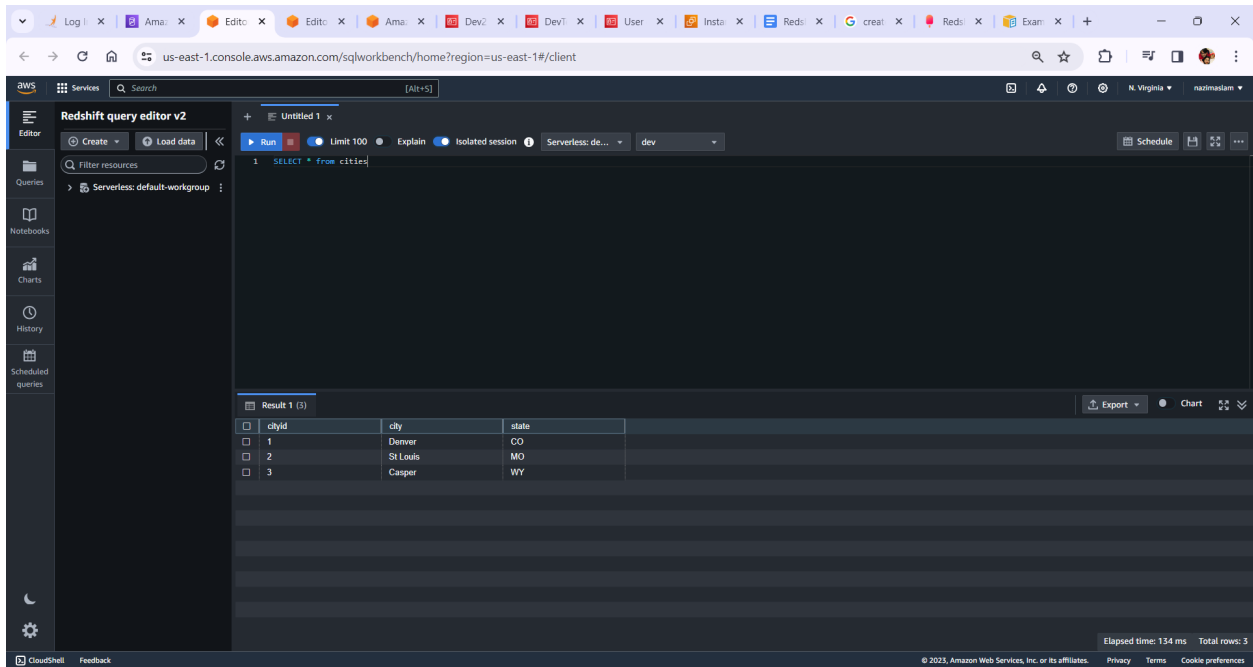 Log I
Ama
Edito
Edito
Ama
Dev2
DevT
User
Insta
Reds
creat
Reds
Exam
us-east-1.console.aws.amazon.com/sqlworkbench/home?region=us-east-1#/client
aws
Services
Search
[Alt+S]
N. Virginia
nazimaslam
Editor
Queries
Notebooks
Charts
History
Scheduled
queries
Redshift query editor v2
Create
Load data
Filter resources
Serverless: default-workgroup
Untitled 1
Run
Limit 100
Explain
Isolated session
Serverless: de...
dev
Schedule
1 SELECT * from cities
Result 1 (3)
Export
Chart
cityid city state
1 Denver CO
2 St Louis MO
3 Casper WY
Elapsed time: 134 ms Total rows: 3
CloudShell Feedback
© 2023, Amazon Web Services, Inc. or its affiliates. Privacy Terms Cookie preferences